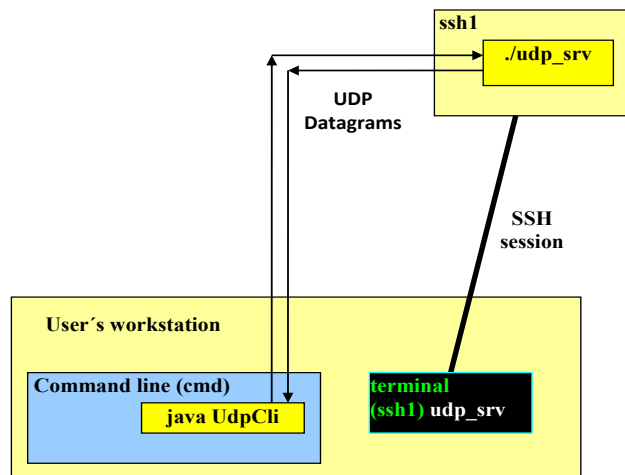 ssh1
./udp_srv
UDP
Datagrams
SSH
session
User´s workstation
Command line (cmd)
java UdpCli
terminal
(ssh1) udp_srv